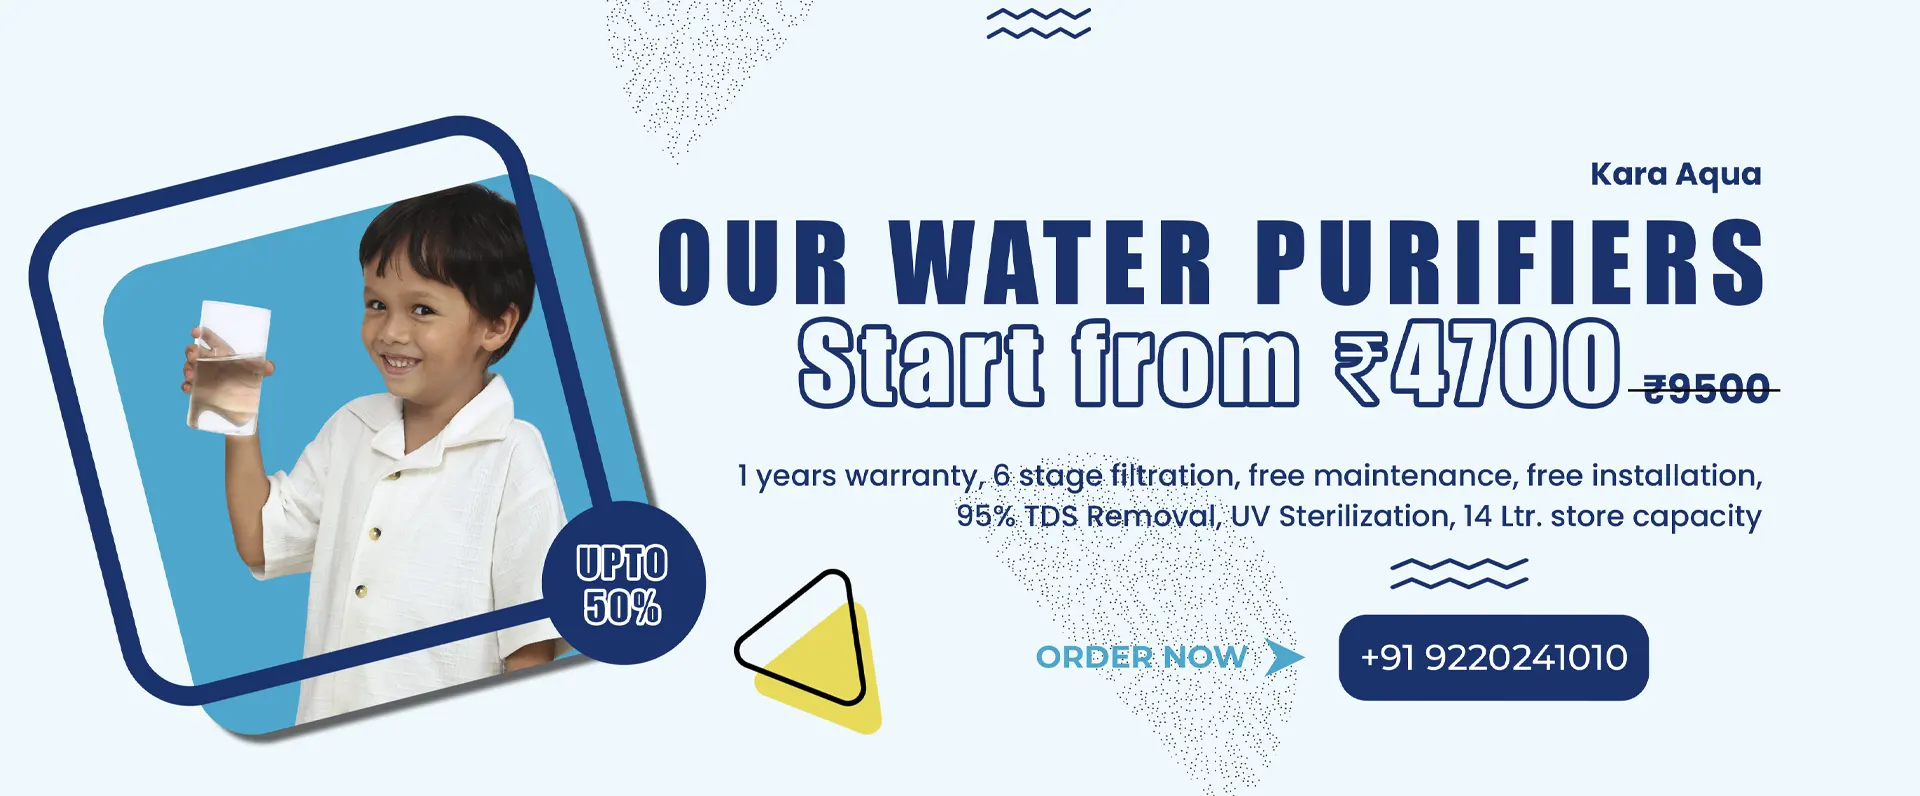 Kara Aqua
OUR WATER PURIFIERS
Start from ₹4700 ₹9500
1 years warranty, 6 stage filtration, free maintenance, free installation,
95% TDS Removal, UV Sterilization, 14 Ltr. store capacity
UPTO
50%
ORDER NOW
+91 9220241010